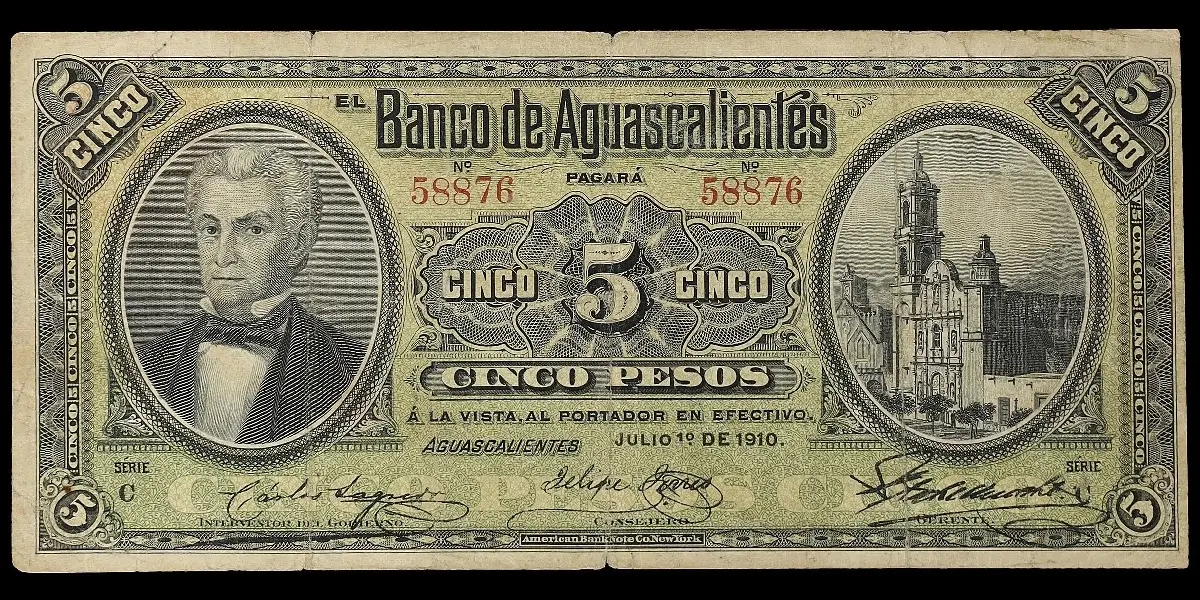 5 CINCO
5 CINCO
EL Banco de Aguascalientes
Nº Nº
PAGARÁ
58876 58876
CINCO 5 CINCO
CINCO PESOS
Á LA VISTA, AL PORTADOR EN EFECTIVO.
AGUASCALIENTES JULIO 1º DE 1910.
SERIE SERIE
C
Felipe
INTERVENTOR DEL GOBIERNO CONSEJERO GERENTE
5 5
American Bank Note Co. New York